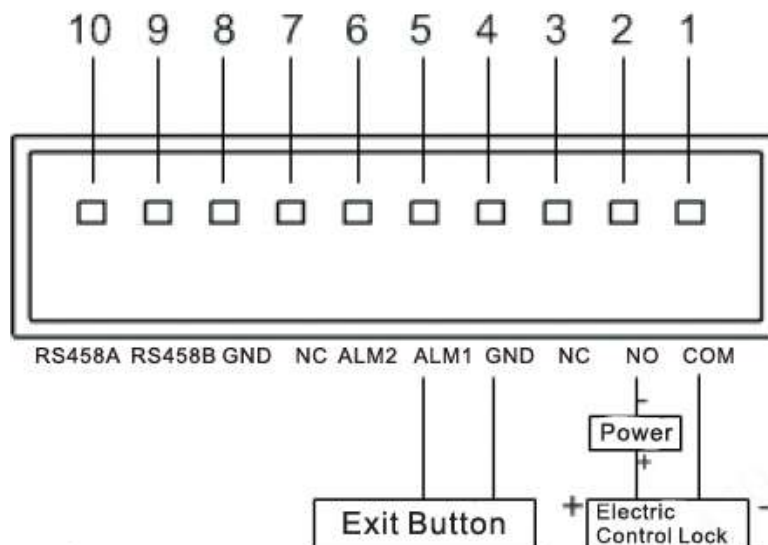 10 9 8 7 6 5 4 3 2 1
RS458A RS458B GND NC ALM2 ALM1 GND NC NO COM
-
Power
+
Exit Button
+ Electric -
Control Lock